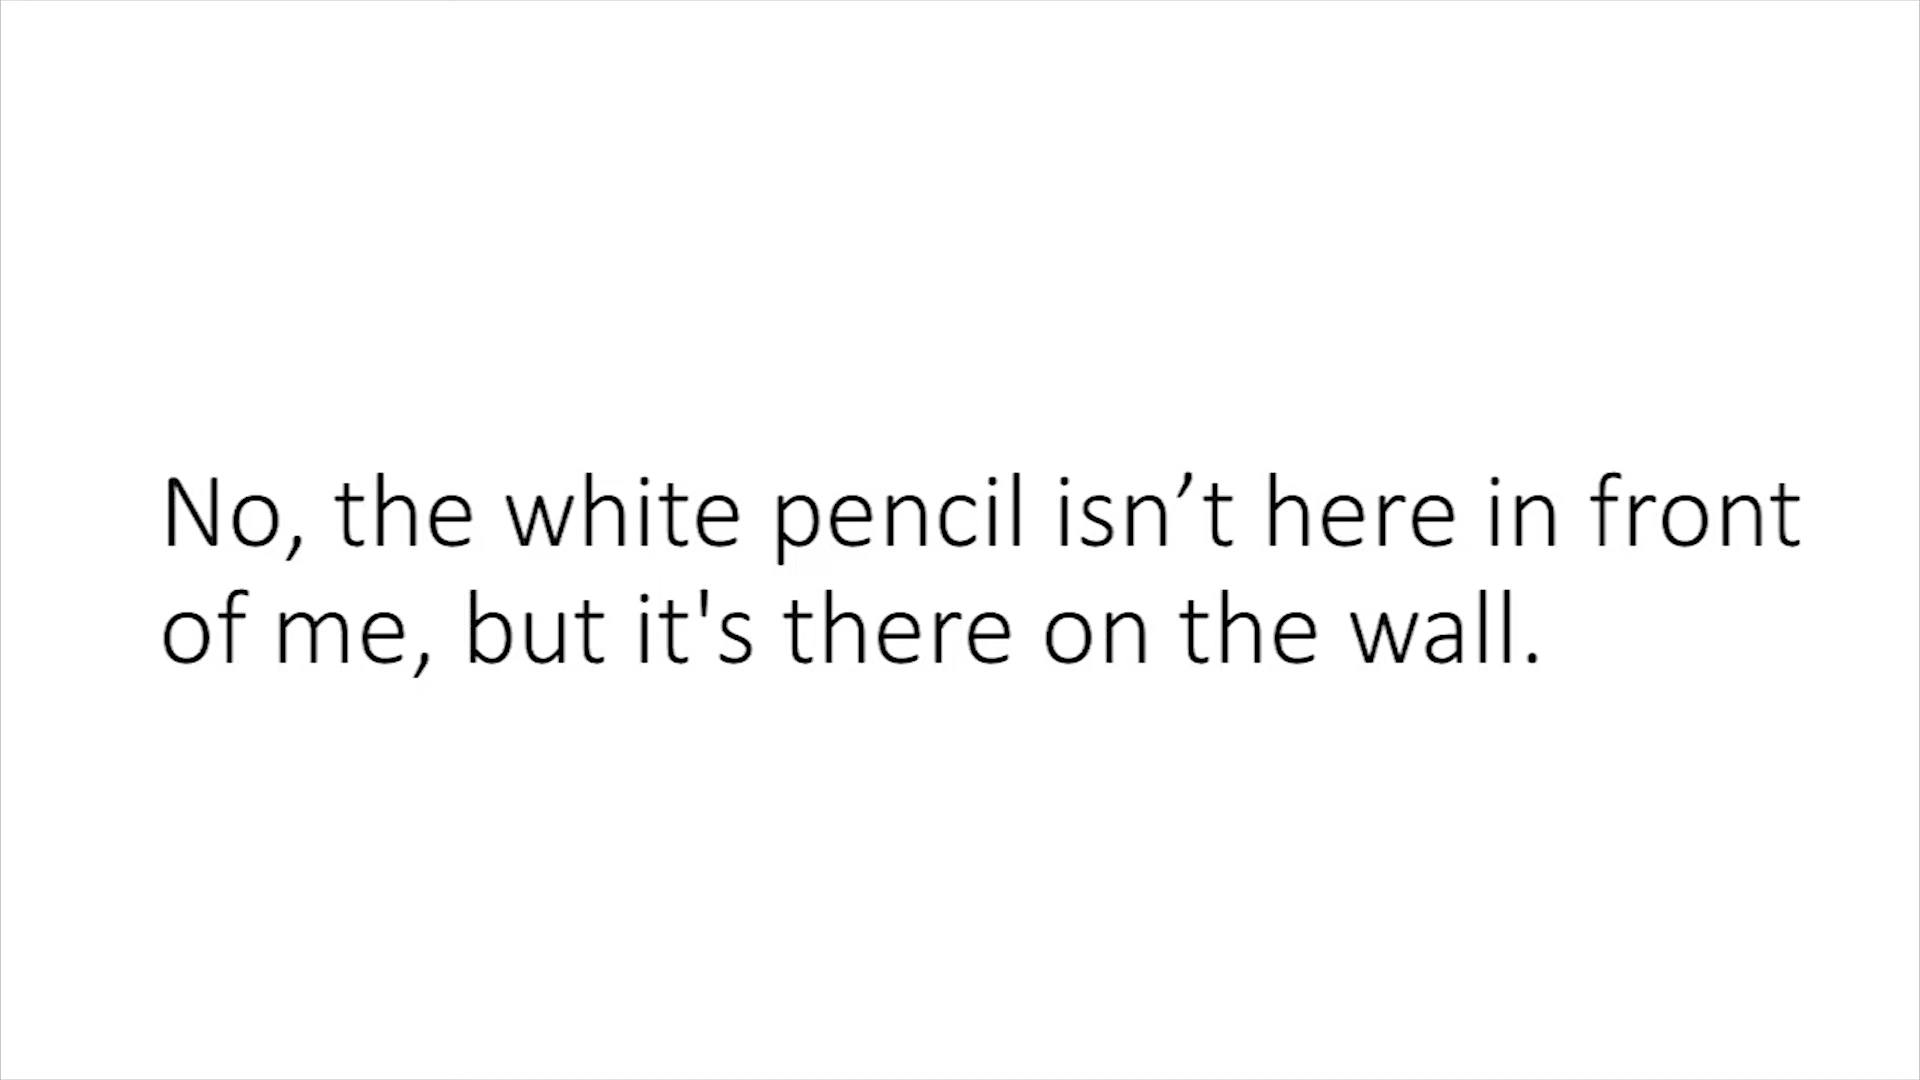 No, the white pencil isn’t here in front
of me, but it's there on the wall.